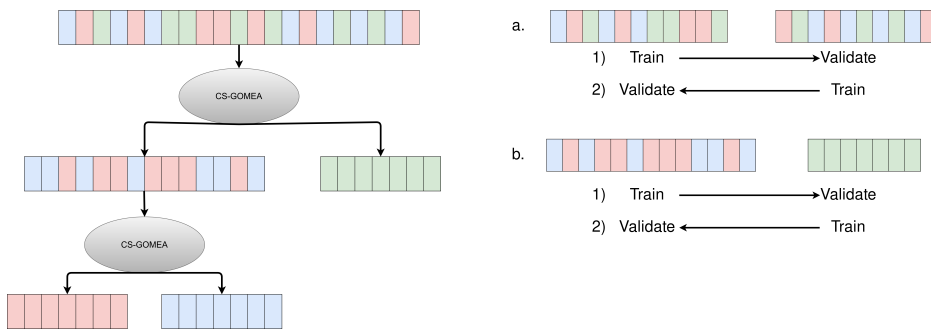 CS-GOMEA
CS-GOMEA
a.
1) Train Validate
2) Validate Train
b.
1) Train Validate
2) Validate Train